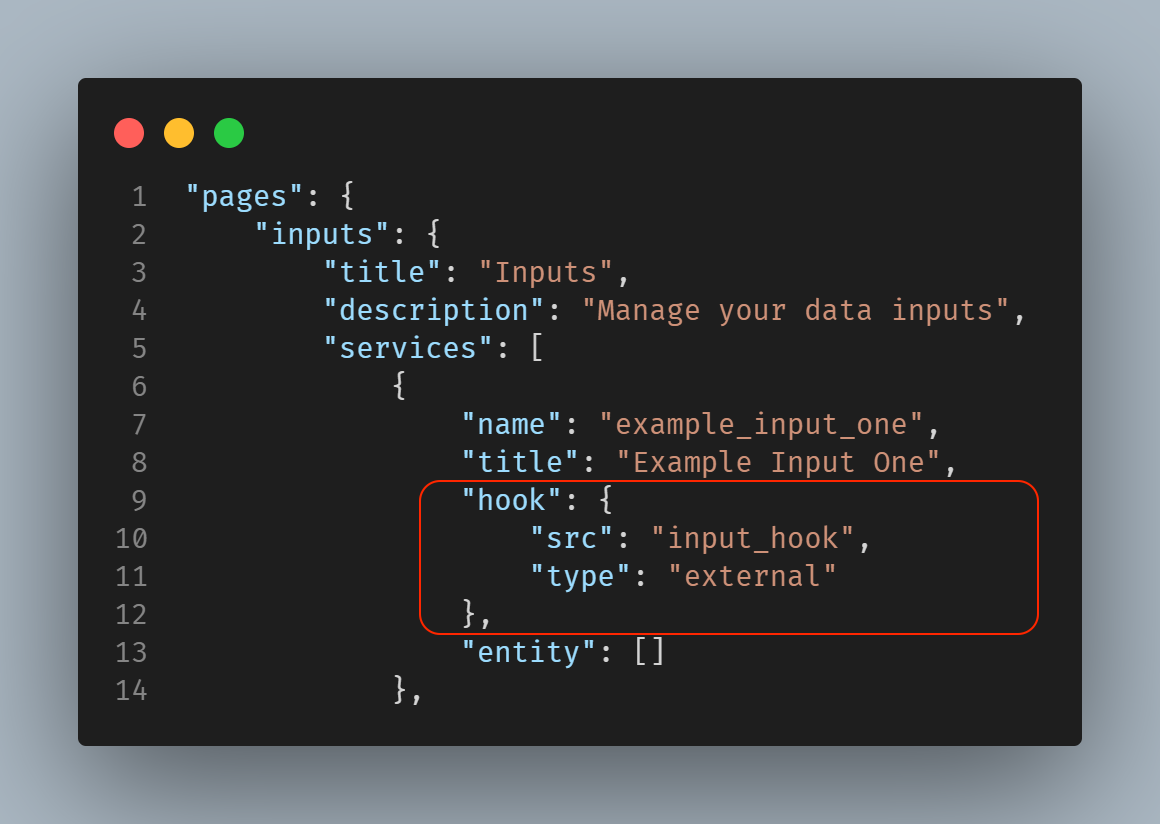 1 "pages": {
2     "inputs": {
3         "title": "Inputs",
4         "description": "Manage your data inputs",
5         "services": [
6             {
7                 "name": "example_input_one",
8                 "title": "Example Input One",
9                 "hook": {
10                     "src": "input_hook",
11                     "type": "external"
12                 },
13                 "entity": []
14             },